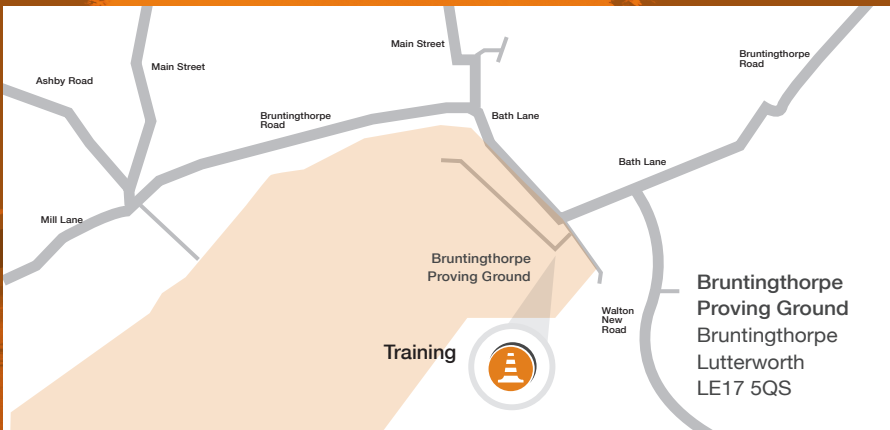 Main Street
Bruntingthorpe
Road
Ashby Road
Main Street
Bruntingthorpe
Road
Bath Lane
Bath Lane
Mill Lane
Bruntingthorpe
Proving Ground
Walton
New
Road
Training
Bruntingthorpe
Proving Ground
Bruntingthorpe
Lutterworth
LE17 5QS